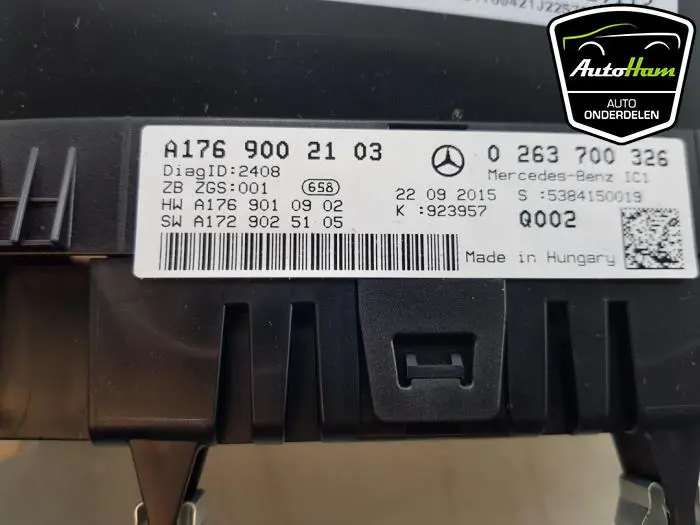 AutoHam
AUTO
ONDERDELEN
A176 900 21 03
0 263 700 326
DiagID:2408
Mercedes-Benz IC1
ZB ZGS:001 658
22 09 2015 S :5384150019
HW A176 901 09 02
K :923957
Q002
SW A172 902 51 05
Made in Hungary